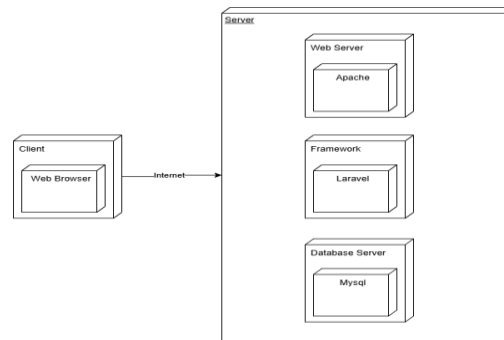 Server
Web Server
Apache
Client
Web Browser
Internet
Framework
Laravel
Database Server
Mysql